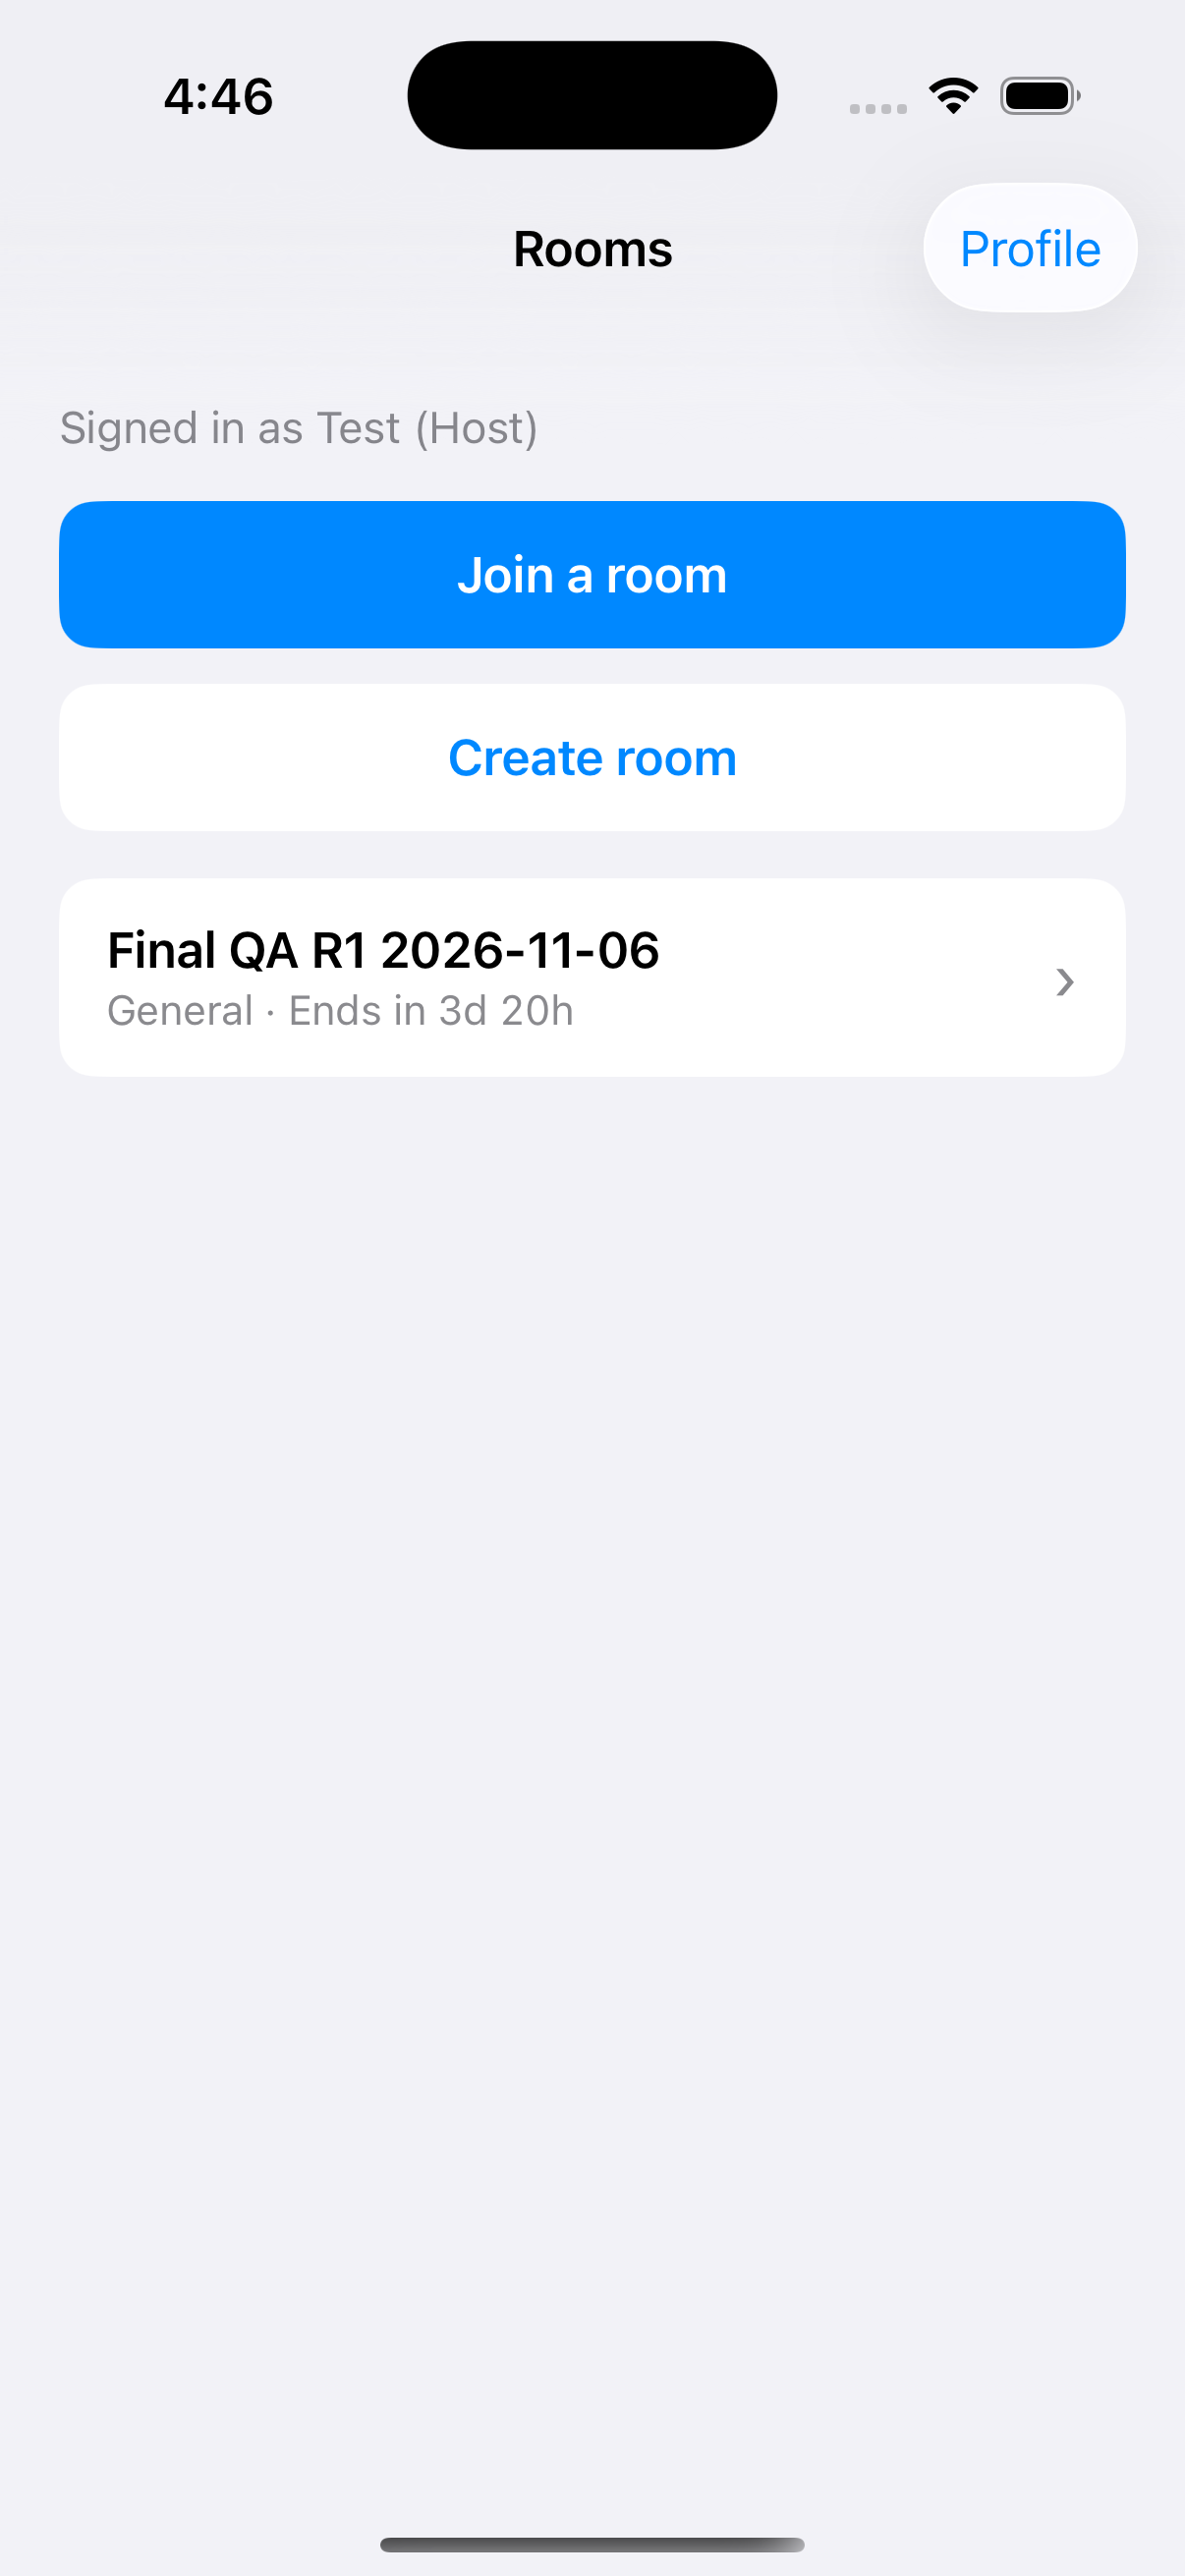 4:46
Rooms
Profile
Signed in as Test (Host)
Join a room
Create room
Final QA R1 2026-11-06
General · Ends in 3d 20h